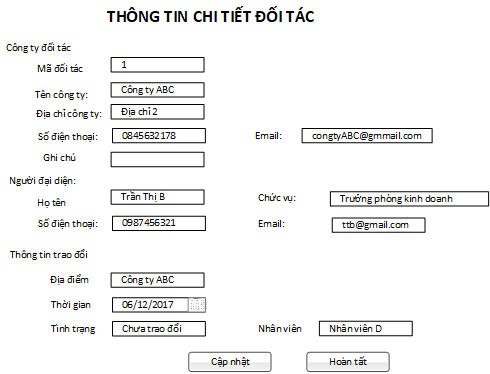 THÔNG TIN CHI TIẾT ĐỐI TÁC
Công ty đối tác
Mã đối tác 1
Tên công ty: Công ty ABC
Địa chỉ công ty: Địa chỉ 2
Số điện thoại: 0845632178 Email: congtyABC@gmmail.com
Ghi chú
Người đại diện:
Họ tên Trần Thị B Chức vụ: Trưởng phòng kinh doanh
Số điện thoại: 0987456321 Email: ttb@gmail.com
Thông tin trao đổi
Địa điểm Công ty ABC
Thời gian 06/12/2017
Tình trạng Chưa trao đổi Nhân viên Nhân viên D
Cập nhật Hoàn tất